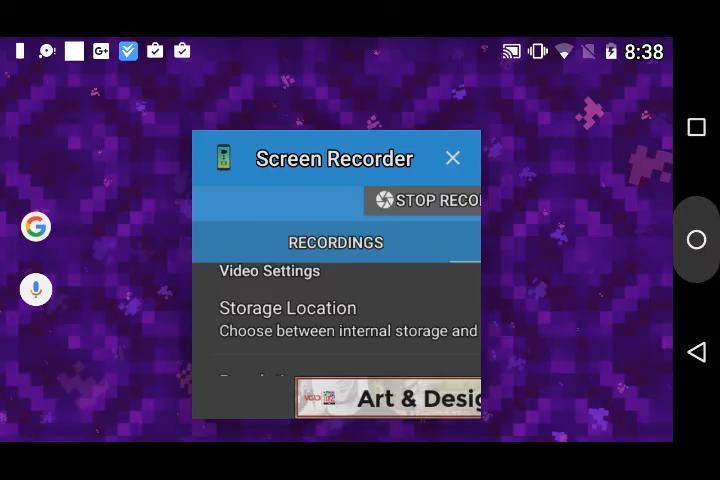 G+
8:38
Screen Recorder
STOP RECO
RECORDINGS
Video Settings
Storage Location
Choose between internal storage and
Art & Desig